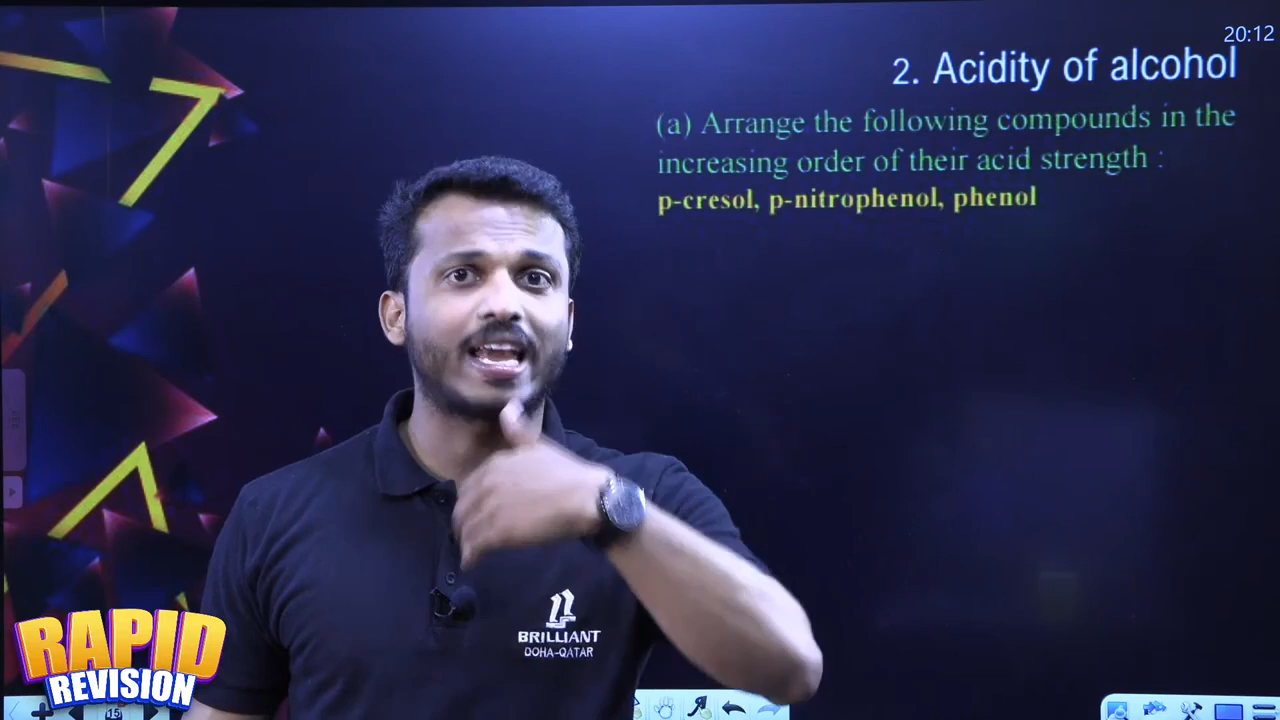 20:12
2. Acidity of alcohol
(a) Arrange the following compounds in the
increasing order of their acid strength :
p-cresol, p-nitrophenol, phenol
BRILLIANT
DOHA-QATAR
RAPID
REVISION
15